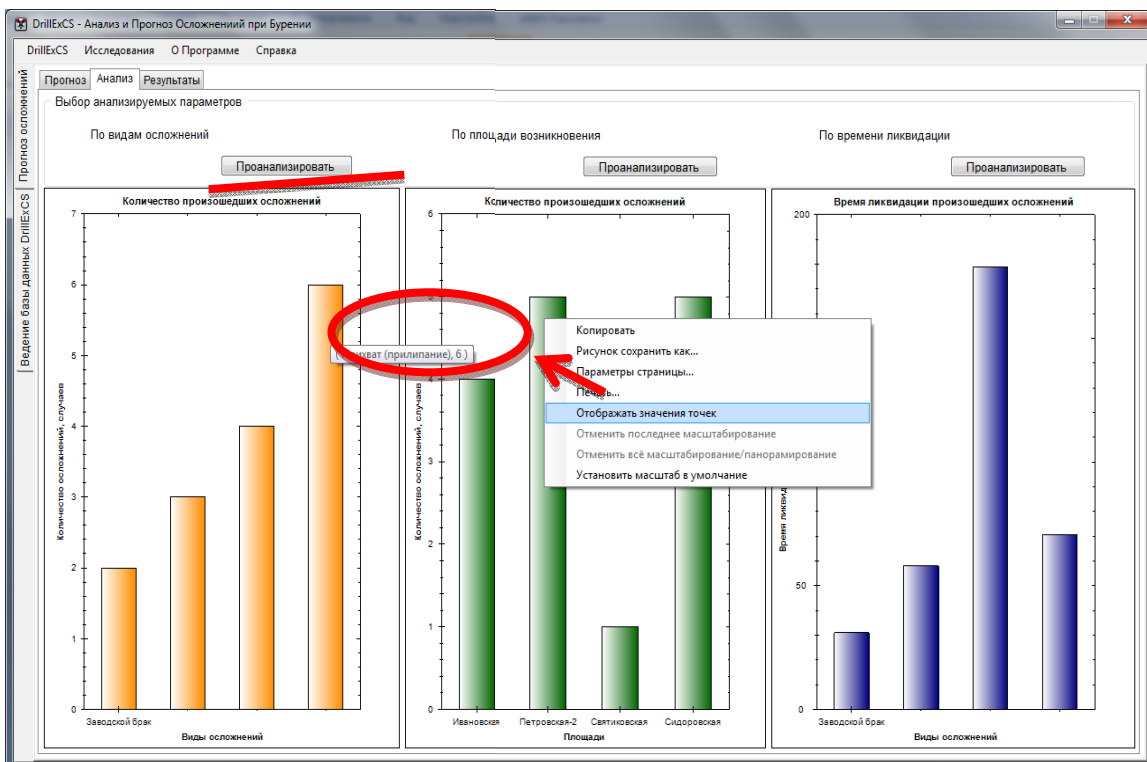 DrillExCS - Анализ и Прогноз Осложнений при Бурении
DrillExCS Исследования О Программе Справка
Прогноз осложнений
Ведение базы данных DrillExCS
Прогноз Анализ Результаты
Выбор анализируемых параметров
По видам осложнений
По площади возникновения
По времени ликвидации
Проанализировать
Проанализировать
Проанализировать
Количество произошедших осложнений
7
6
5
4
3
2
1
0
Количество осложнений, случаев
Заводской брак
Виды осложнений
(прилипание), 6 )
Количество произошедших осложнений
6
4
3
2
1
0
Количество осложнений, случаев
Ивановская Петровская-2 Святиковская Сидоровская
Площади
Копировать
Рисунок сохранить как...
Параметры страницы...
Печать...
Отображать значения точек
Отменить последнее масштабирование
Отменить всё масштабирование/панорамирование
Установить масштаб в умолчание
Время ликвидации произошедших осложнений
200
50
0
Время
Заводской брак
Виды осложнений